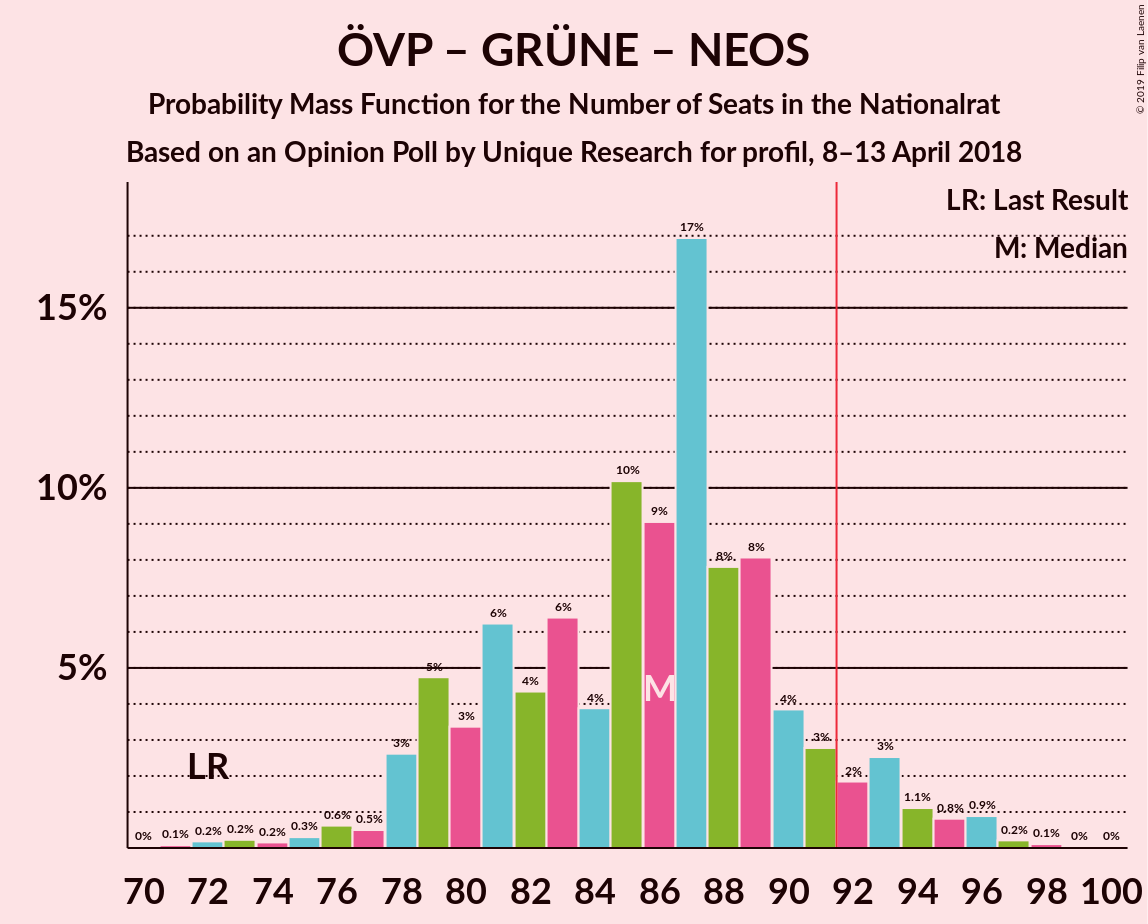 ÖVP – GRÜNE – NEOS
Probability Mass Function for the Number of Seats in the Nationalrat
Based on an Opinion Poll by Unique Research for profil, 8–13 April 2018
© 2019 Filip van Laenen
LR: Last Result
M: Median
15%
10%
5%
0% 0.1% 0.2% 0.2% 0.2% 0.3% 0.6% 0.5% 3% 5% 3% 6% 4% 6% 4% 10% 9% 17% 8% 8% 4% 3% 2% 3% 1.1% 0.8% 0.9% 0.2% 0.1% 0% 0%
LR
M
70 72 74 76 78 80 82 84 86 88 90 92 94 96 98 100